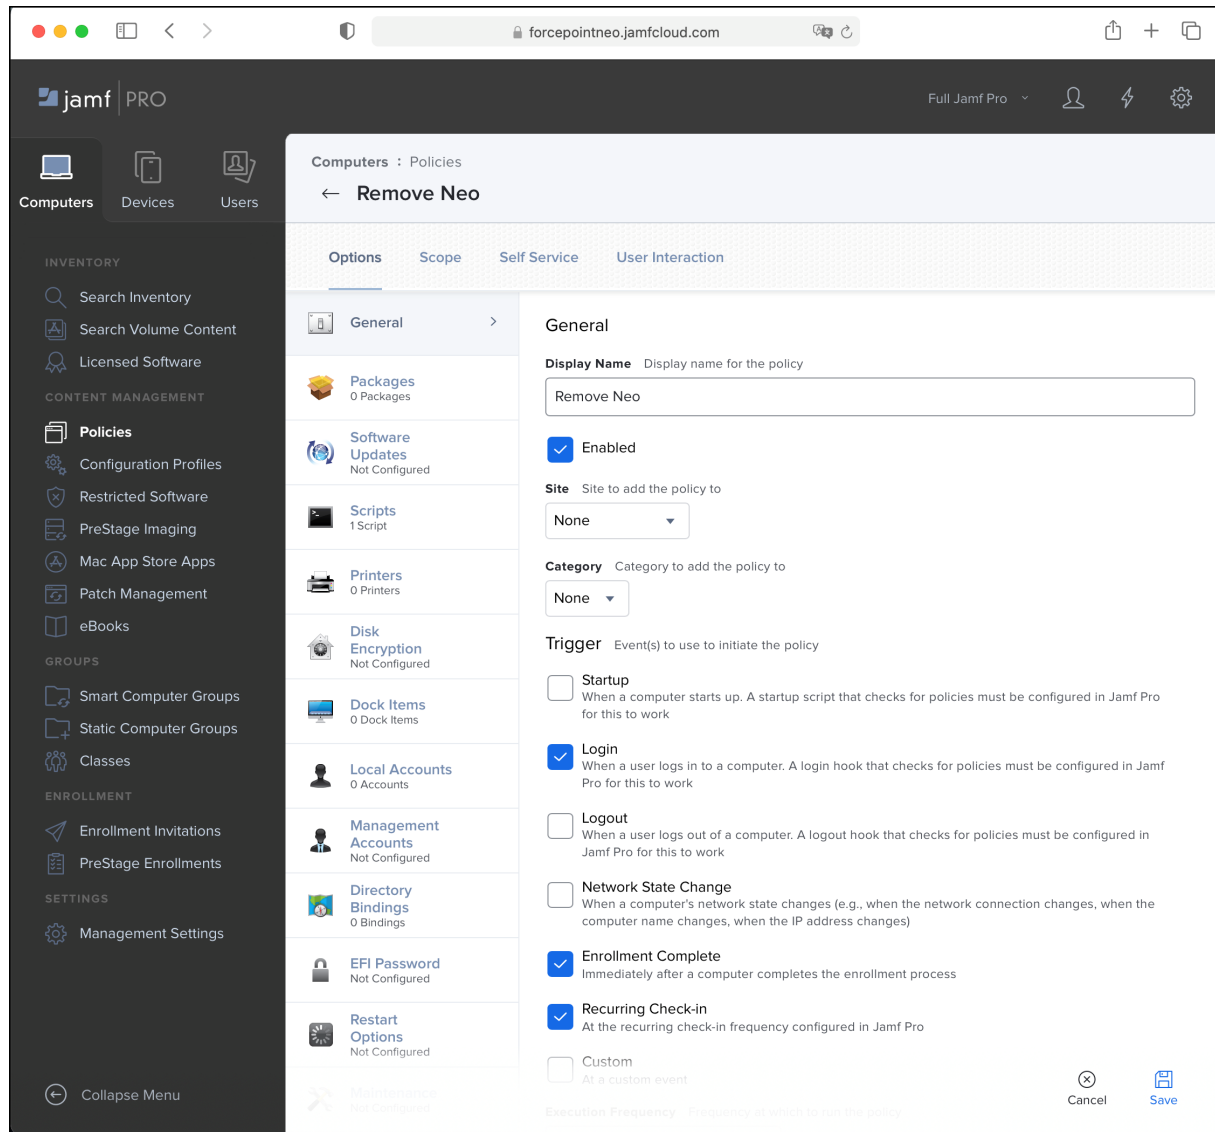 forcepointneo.jamfcloud.com
jamf PRO
Full Jamf Pro
Computers
Devices
Users
INVENTORY
Search Inventory
Search Volume Content
Licensed Software
CONTENT MANAGEMENT
Policies
Configuration Profiles
Restricted Software
PreStage Imaging
Mac App Store Apps
Patch Management
eBooks
GROUPS
Smart Computer Groups
Static Computer Groups
Classes
ENROLLMENT
Enrollment Invitations
PreStage Enrollments
SETTINGS
Management Settings
Collapse Menu
Computers : Policies
← Remove Neo
Options
Scope
Self Service
User Interaction
General
Packages
0 Packages
Software
Updates
Not Configured
Scripts
1 Script
Printers
0 Printers
Disk
Encryption
Not Configured
Dock Items
0 Dock Items
Local Accounts
0 Accounts
Management
Accounts
Not Configured
Directory
Bindings
0 Bindings
EFI Password
Not Configured
Restart
Options
Not Configured
Maintenance
Not Configured
General
Display Name Display name for the policy
Remove Neo
Enabled
Site Site to add the policy to
None
Category Category to add the policy to
None
Trigger Event(s) to use to initiate the policy
Startup
When a computer starts up. A startup script that checks for policies must be configured in Jamf Pro
for this to work
Login
When a user logs in to a computer. A login hook that checks for policies must be configured in Jamf
Pro for this to work
Logout
When a user logs out of a computer. A logout hook that checks for policies must be configured in
Jamf Pro for this to work
Network State Change
When a computer's network state changes (e.g., when the network connection changes, when the
computer name changes, when the IP address changes)
Enrollment Complete
Immediately after a computer completes the enrollment process
Recurring Check-in
At the recurring check-in frequency configured in Jamf Pro
Custom
At a custom event
Execution Frequency Frequency at which to run the policy
Cancel
Save